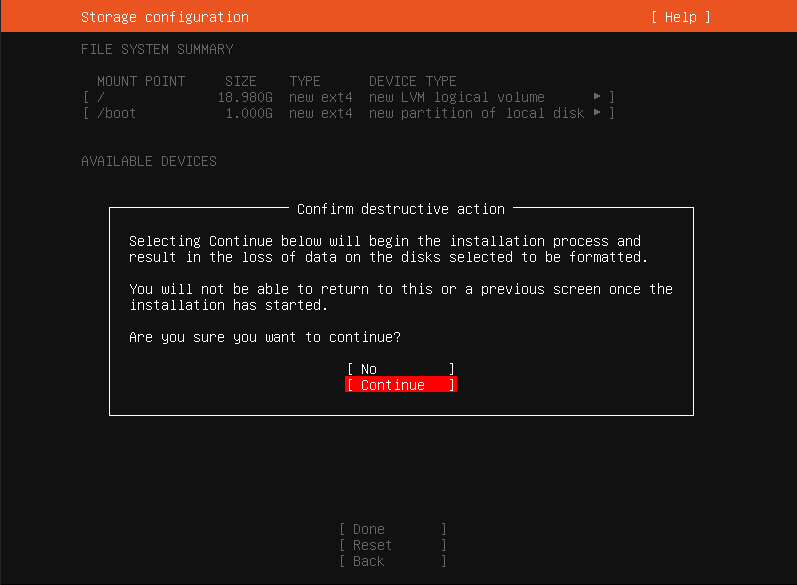 Storage configuration [ Help ]
FILE SYSTEM SUMMARY
MOUNT POINT SIZE TYPE DEVICE TYPE
[ / 18.980G new ext4 new LVM logical volume ▸ ]
[ /boot 1.000G new ext4 new partition of local disk ▸ ]
AVAILABLE DEVICES
Confirm destructive action
Selecting Continue below will begin the installation process and
result in the loss of data on the disks selected to be formatted.
You will not be able to return to this or a previous screen once the
installation has started.
Are you sure you want to continue?
[ No ]
[ Continue ]
[ Done ]
[ Reset ]
[ Back ]